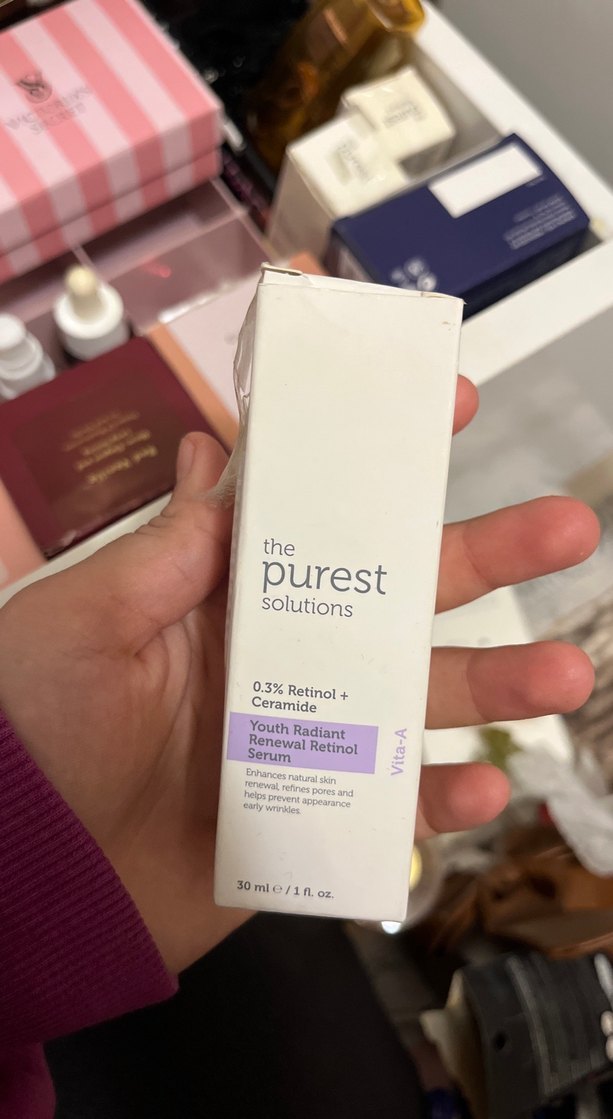 the
purest
solutions
0.3% Retinol +
Ceramide
Youth Radiant
Renewal Retinol
Serum
Enhances natural skin
renewal, refines pores and
helps prevent appearance
early wrinkles.
Vita-A
30 ml ℮ / 1 fl. oz.